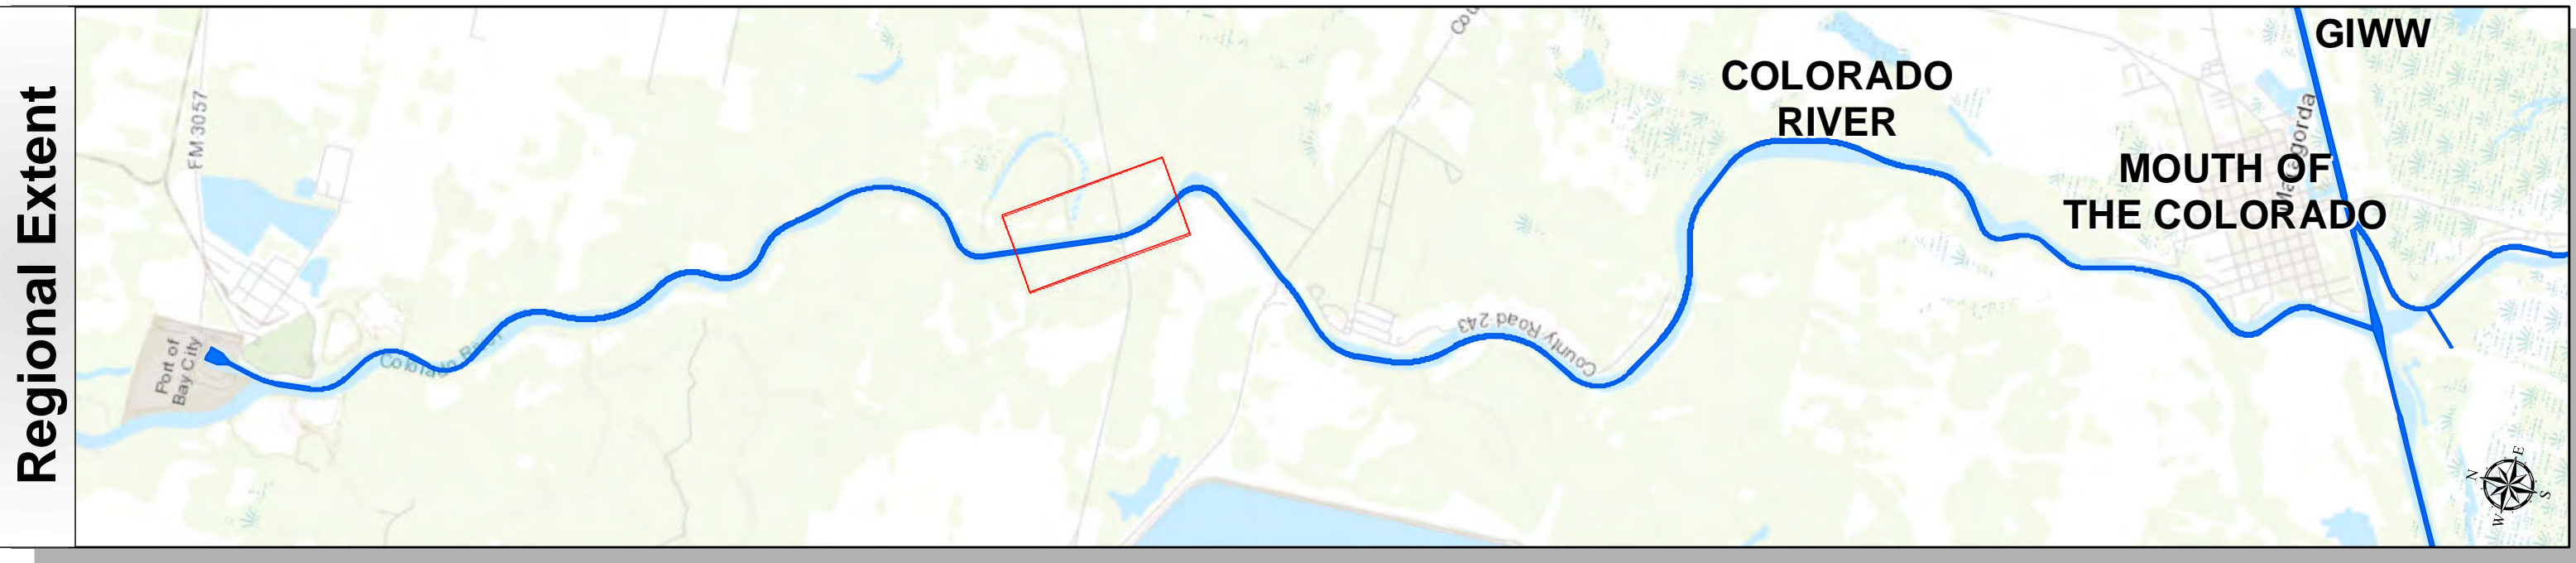 Regional Extent
GIWW
COLORADO
RIVER
MOUTH OF
THE COLORADO
FM 3057
Port of
Bay City
Colorado River
Cou
County Road 243
Matagorda
N
E
S
W